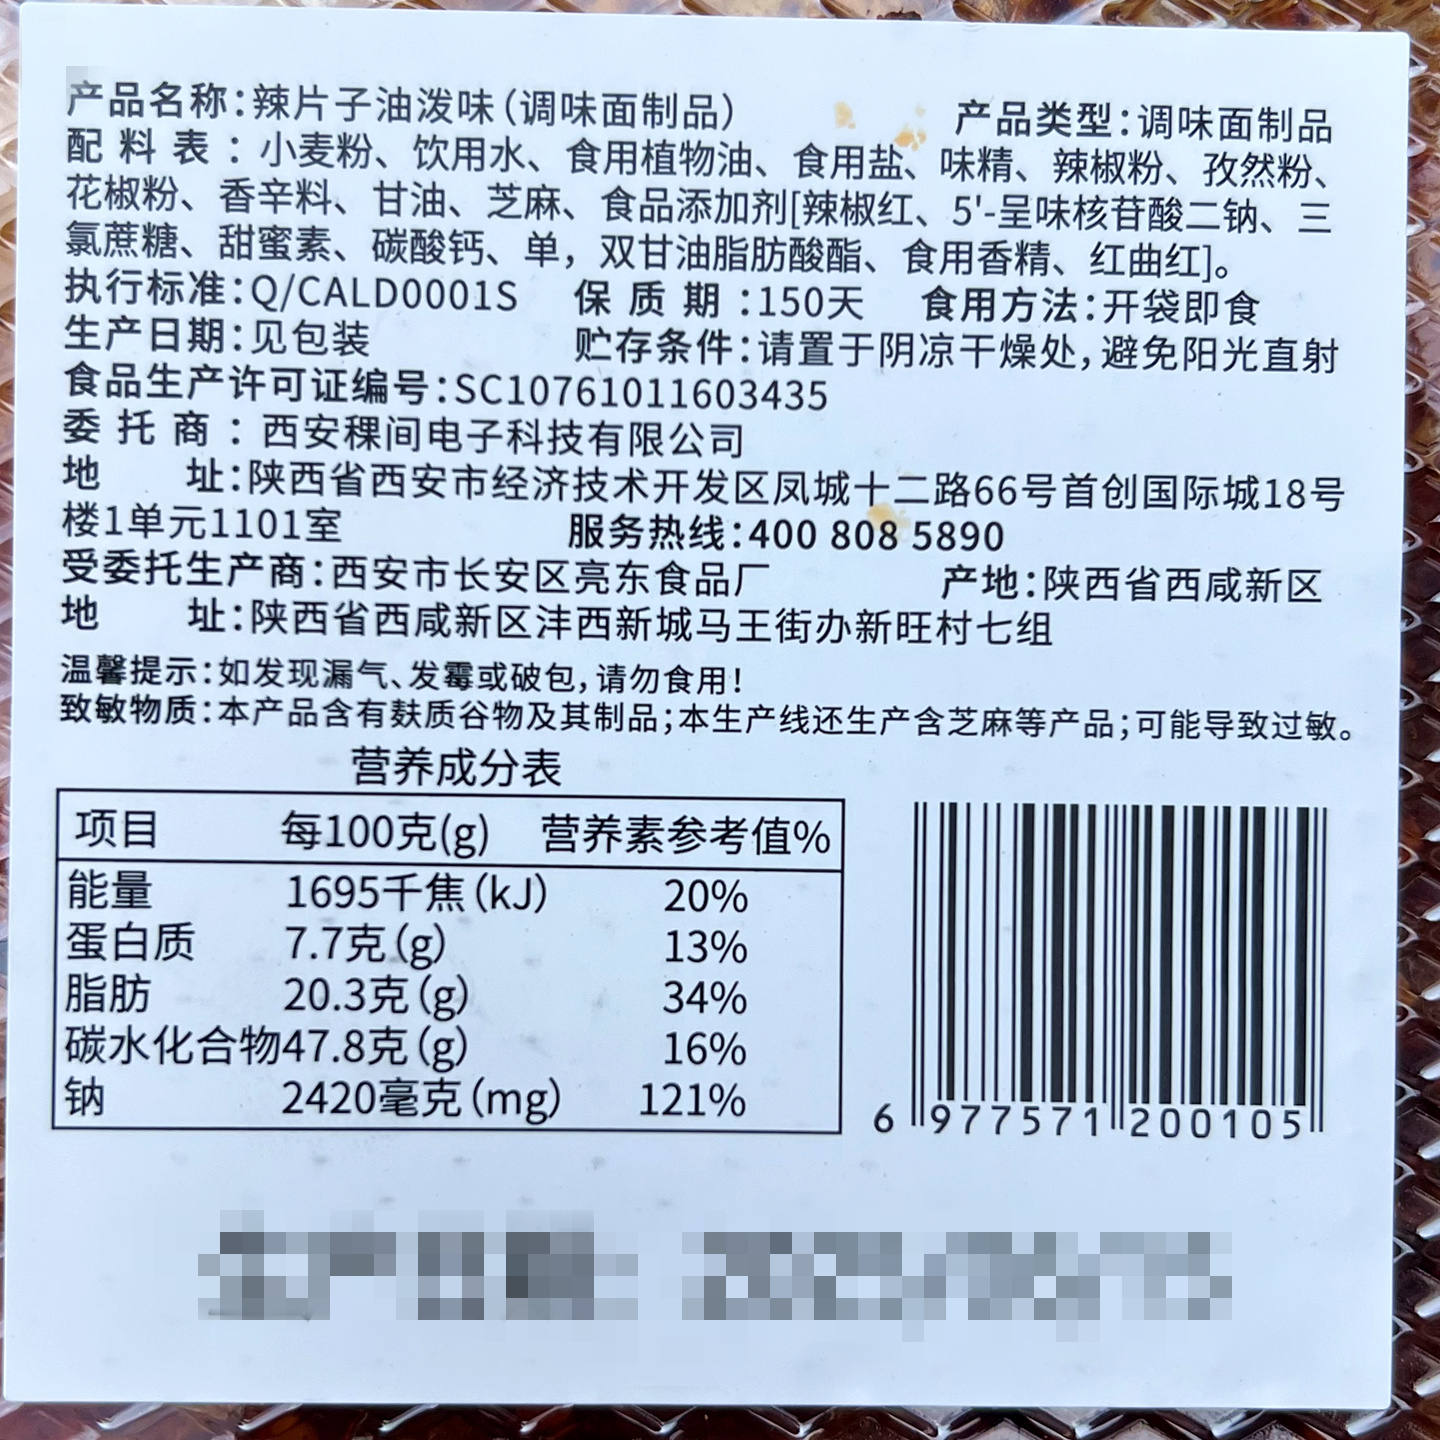 产品名称:辣片子油泼味(调味面制品) 产品类型:调味面制品
配料表:小麦粉、饮用水、食用植物油、食用盐、味精、辣椒粉、孜然粉、
花椒粉、香辛料、甘油、芝麻、食品添加剂[辣椒红、5'-呈味核苷酸二钠、三
氯蔗糖、甜蜜素、碳酸钙、单，双甘油脂肪酸酯、食用香精、红曲红]。
执行标准:Q/CALD0001S 保质期:150天 食用方法:开袋即食
生产日期:见包装 贮存条件:请置于阴凉干燥处,避免阳光直射
食品生产许可证编号:SC10761011603435
委托商:西安稞间电子科技有限公司
地 址:陕西省西安市经济技术开发区凤城十二路66号首创国际城18号
楼1单元1101室 服务热线:400 808 5890
受委托生产商:西安市长安区亮东食品厂 产地:陕西省西咸新区
地 址:陕西省西咸新区沣西新城马王街办新旺村七组
温馨提示:如发现漏气、发霉或破包,请勿食用!
致敏物质:本产品含有麸质谷物及其制品;本生产线还生产含芝麻等产品;可能导致过敏。
营养成分表
项目 每100克(g) 营养素参考值%
能量 1695千焦(kJ) 20%
蛋白质 7.7克(g) 13%
脂肪 20.3克(g) 34%
碳水化合物 47.8克(g) 16%
钠 2420毫克(mg) 121%
6 977571 200105